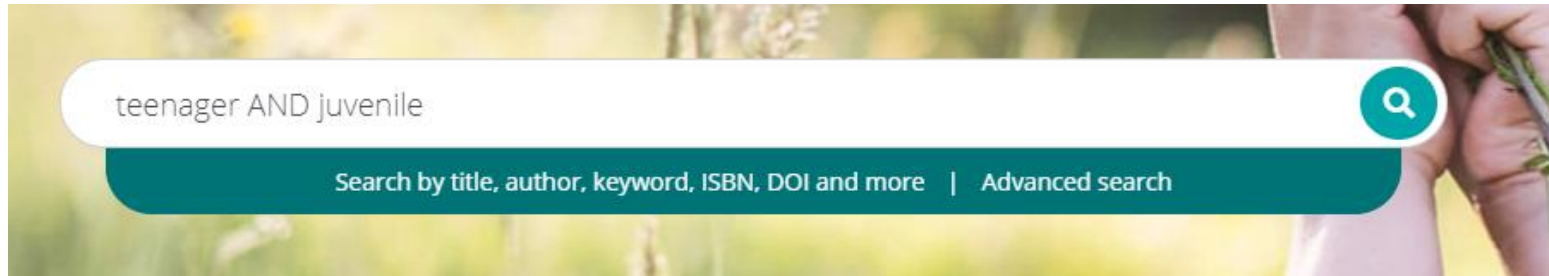 teenager AND juvenile
Search by title, author, keyword, ISBN, DOI and more | Advanced search